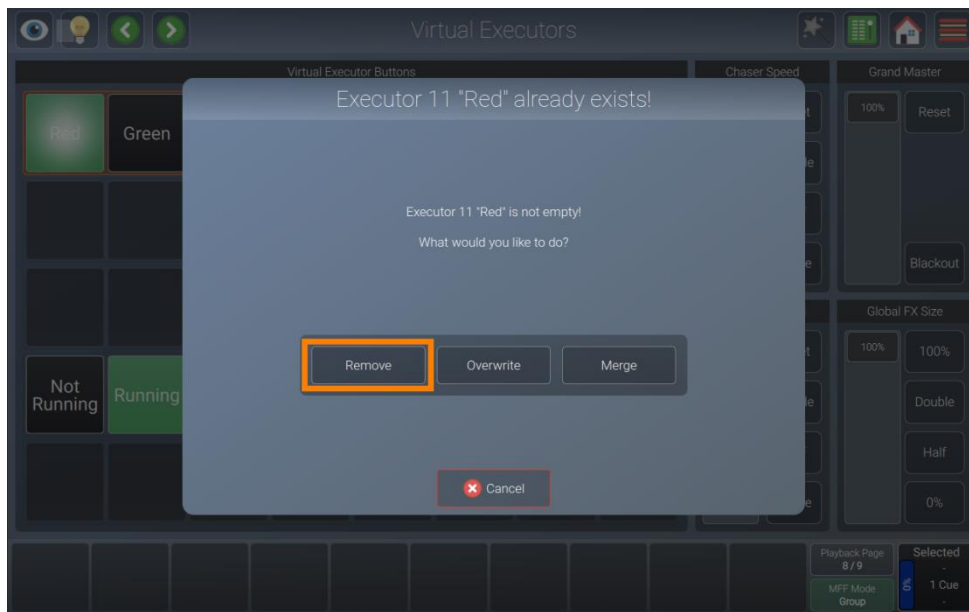 Virtual Executors
Virtual Executor Buttons
Chaser Speed
Grand Master
Executor 11 "Red" already exists!
Red
Green
100%
Reset
Executor 11 "Red" is not empty!
What would you like to do?
Blackout
Global FX Size
Remove
Overwrite
Merge
100%
100%
Not
Running
Running
Double
Half
Cancel
0%
Playback Page
8 / 9
MFF Mode
Group
Selected
-
1 Cue
-